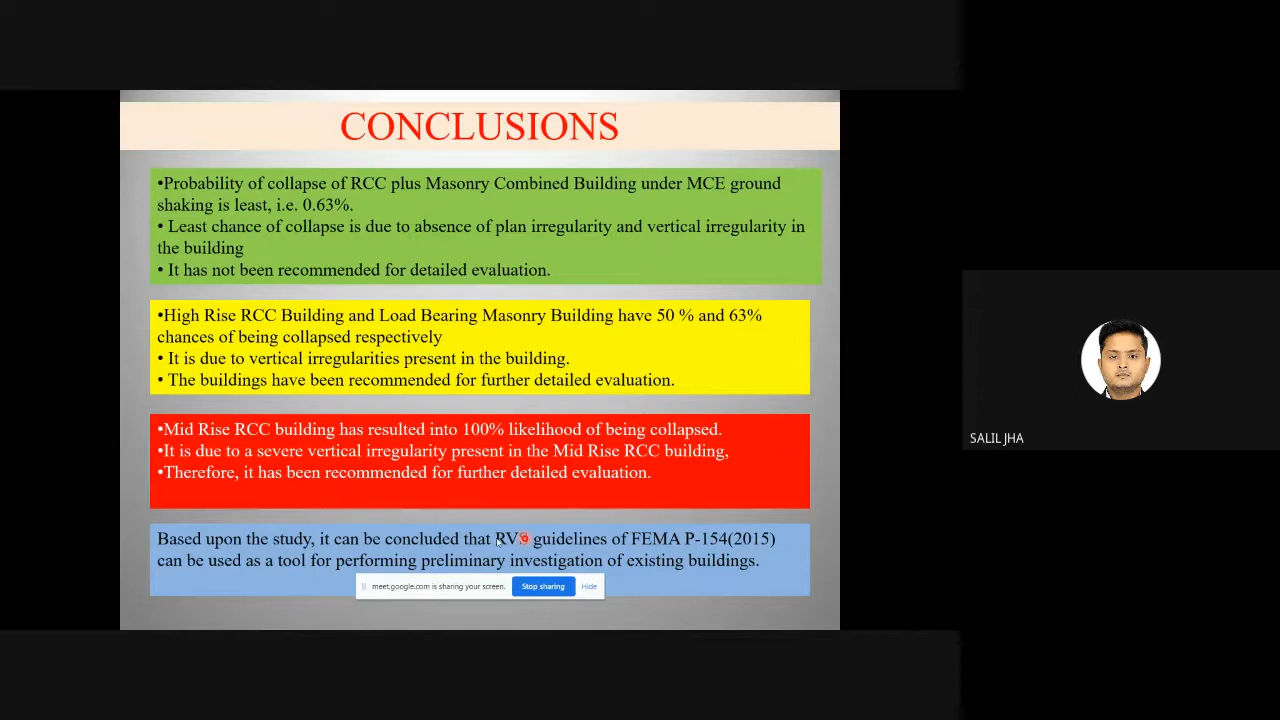 CONCLUSIONS
•Probability of collapse of RCC plus Masonry Combined Building under MCE ground
shaking is least, i.e. 0.63%.
• Least chance of collapse is due to absence of plan irregularity and vertical irregularity in
the building
• It has not been recommended for detailed evaluation.
•High Rise RCC Building and Load Bearing Masonry Building have 50 % and 63%
chances of being collapsed respectively
• It is due to vertical irregularities present in the building.
• The buildings have been recommended for further detailed evaluation.
•Mid Rise RCC building has resulted into 100% likelihood of being collapsed.
•It is due to a severe vertical irregularity present in the Mid Rise RCC building,
•Therefore, it has been recommended for further detailed evaluation.
Based upon the study, it can be concluded that RVS guidelines of FEMA P-154(2015)
can be used as a tool for performing preliminary investigation of existing buildings.
meet.google.com is sharing your screen. Stop sharing Hide
SALIL JHA